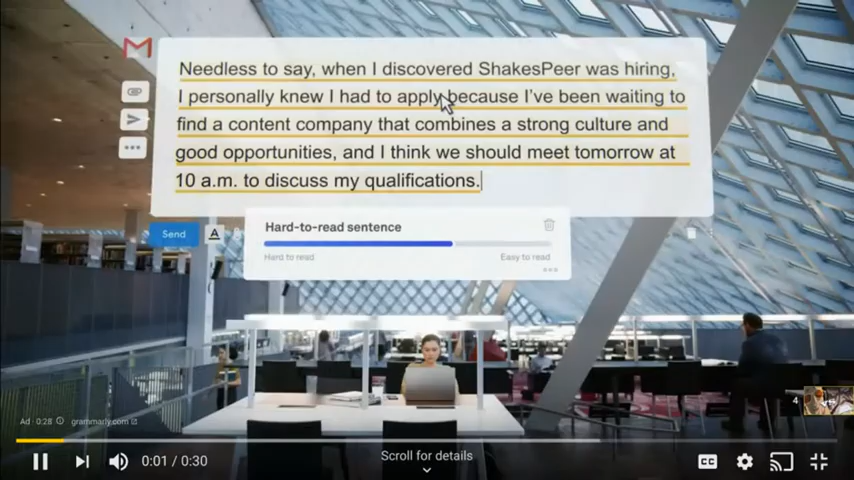 Needless to say, when I discovered ShakesPeer was hiring,
I personally knew I had to apply because I've been waiting to
find a content company that combines a strong culture and
good opportunities, and I think we should meet tomorrow at
10 a.m. to discuss my qualifications.
Send A
Hard-to-read sentence
Hard to read Easy to read
Ad · 0:28 grammarly.com
4
0:01 / 0:30
Scroll for details
CC